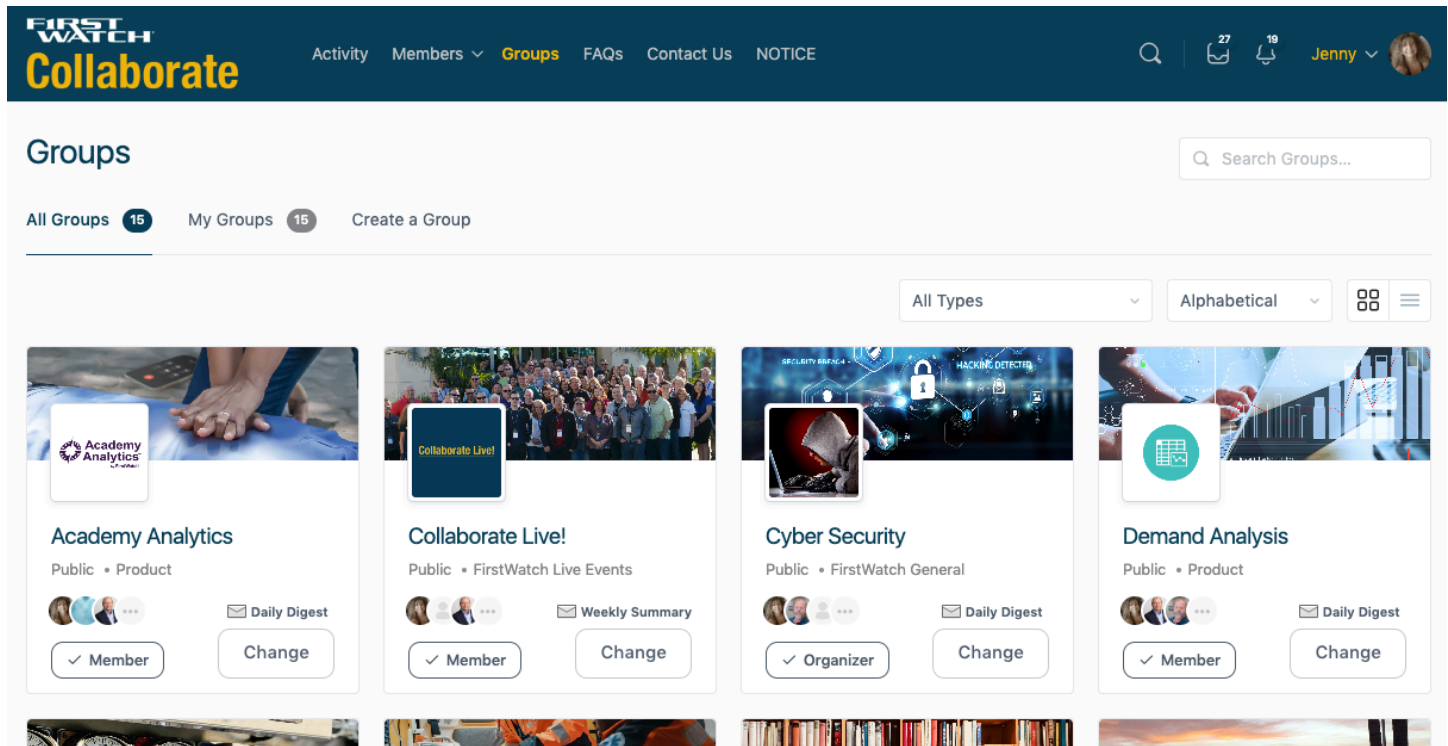 FIRST
WATCH
Collaborate
Activity Members Groups FAQs Contact Us NOTICE
27 19 Jenny
Groups
Search Groups...
All Groups 15 My Groups 15 Create a Group
All Types Alphabetical
SECURITY BREACH
HACKING DETECTED
Academy
Analytics
by FirstWatch
Collaborate Live!
Academy Analytics
Public • Product
Daily Digest
Member Change
Collaborate Live!
Public • FirstWatch Live Events
Weekly Summary
Member Change
Cyber Security
Public • FirstWatch General
Daily Digest
Organizer Change
Demand Analysis
Public • Product
Daily Digest
Member Change